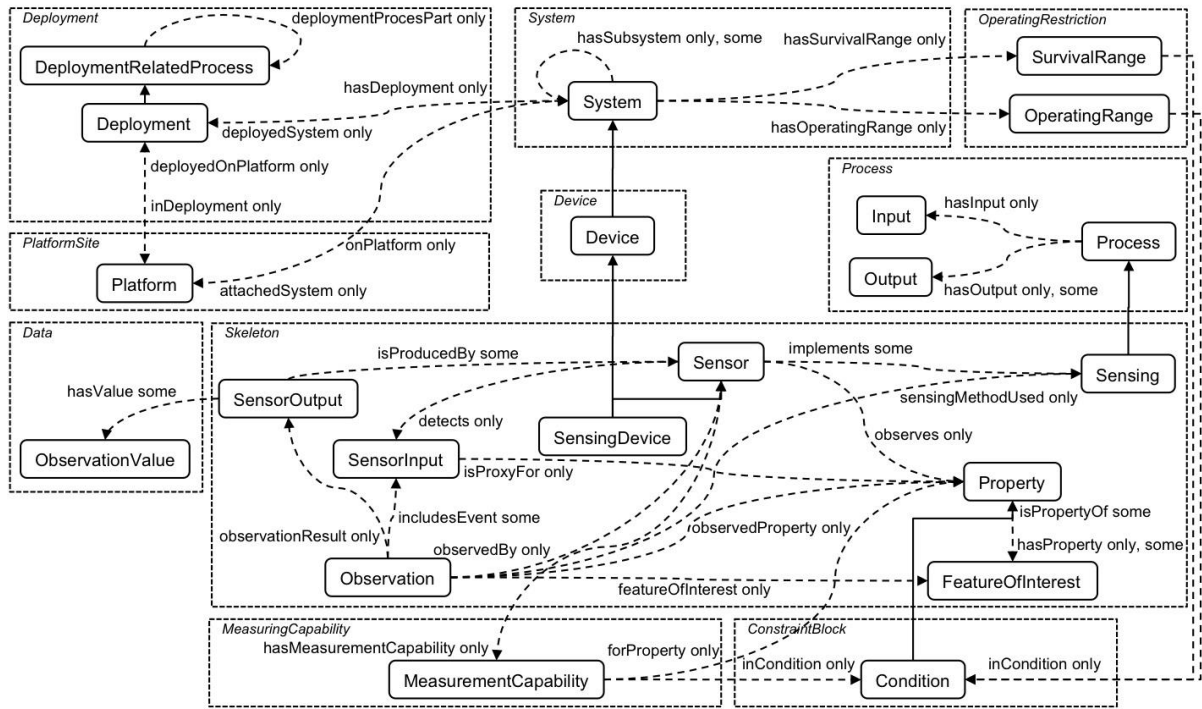 Deployment
deploymentProcesPart only
DeploymentRelatedProcess
Deployment
hasDeployment only
deployedSystem only
deployedOnPlatform only
inDeployment only
System
hasSubsystem only, some
System
hasSurvivalRange only
hasOperatingRange only
OperatingRestriction
SurvivalRange
OperatingRange
Process
hasInput only
Input
Process
Output
hasOutput only, some
Device
Device
PlatformSite
onPlatform only
Platform
attachedSystem only
Data
hasValue some
ObservationValue
Skeleton
isProducedBy some
Sensor
implements some
SensorOutput
Sensing
sensingMethodUsed only
detects only
SensingDevice
observes only
SensorInput
isProxyFor only
Property
isPropertyOf some
includesEvent some
observationResult only
observedBy only
observedProperty only
hasProperty only, some
Observation
featureOfInterest only
FeatureOfInterest
MeasuringCapability
hasMeasurementCapability only
forProperty only
MeasurementCapability
ConstraintBlock
inCondition only
Condition
inCondition only